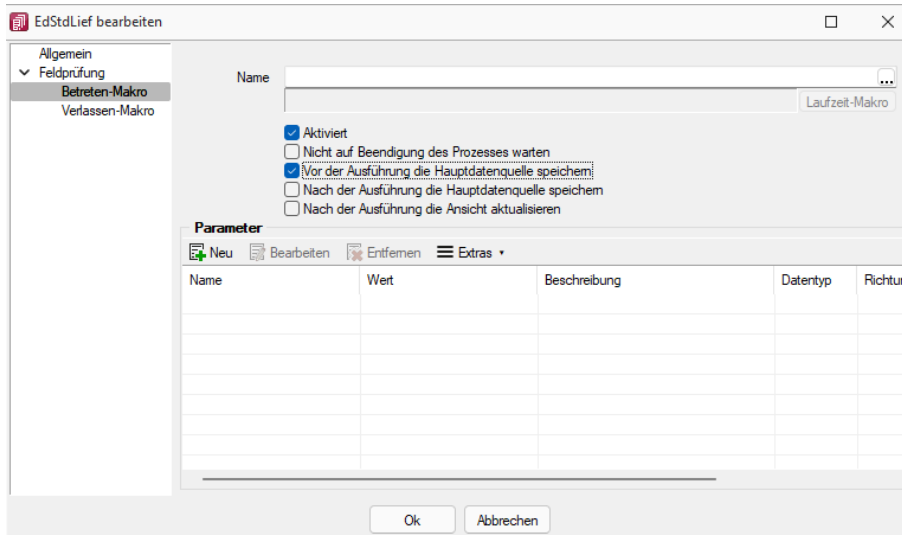 EdStdLief bearbeiten
Allgemein
Feldprüfung
Betreten-Makro
Verlassen-Makro
Name
...
Laufzeit-Makro
Aktiviert
Nicht auf Beendigung des Prozesses warten
Vor der Ausführung die Hauptdatenquelle speichern
Nach der Ausführung die Hauptdatenquelle speichern
Nach der Ausführung die Ansicht aktualisieren
Parameter
Neu Bearbeiten Entfernen Extras
Name Wert Beschreibung Datentyp Richtu
Ok Abbrechen